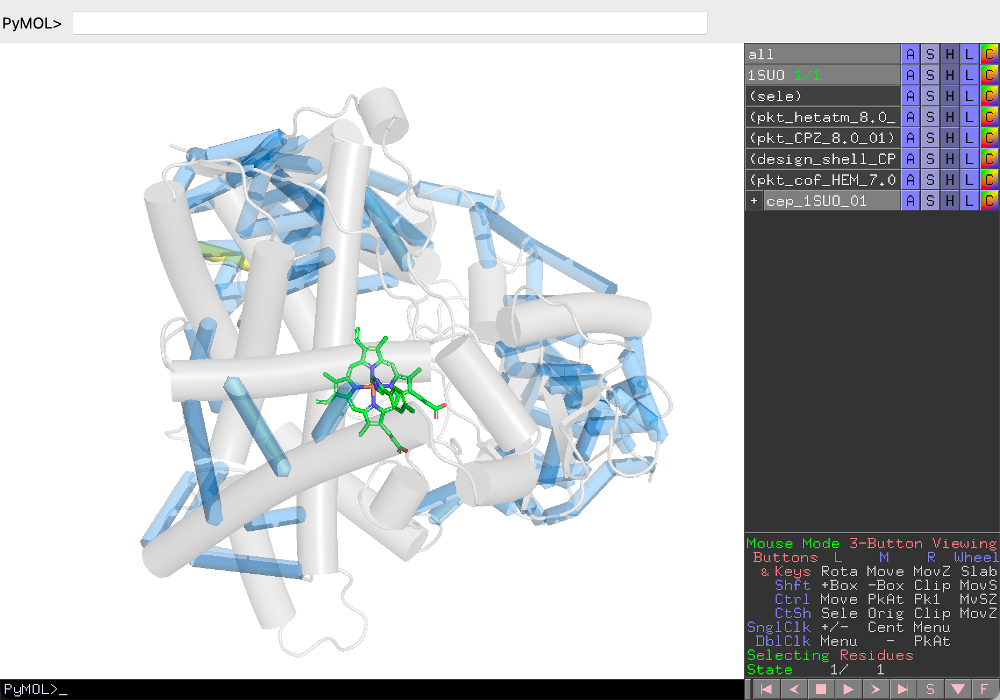 PyMOL>
all A S H L C
1SUO 1/1 A S H L C
(sele) A S H L C
(pkt_hetatm_8.0_ A S H L C
(pkt_CPZ_8.0_01) A S H L C
(design_shell_CP A S H L C
(pkt_cof_HEM_7.0 A S H L C
+ cep_1SUO_01 A S H L C
Mouse Mode 3-Button Viewing
Buttons L M R Wheel
& Keys Rota Move MovZ Slab
Shft +Box -Box Clip MovS
Ctrl Move PkAt Pk1 MvSZ
CtSh Sele Orig Clip MovZ
SnglClk +/- Cent Menu
DblClk Menu - PkAt
Selecting Residues
State 1/ 1
PyMOL>_ S F